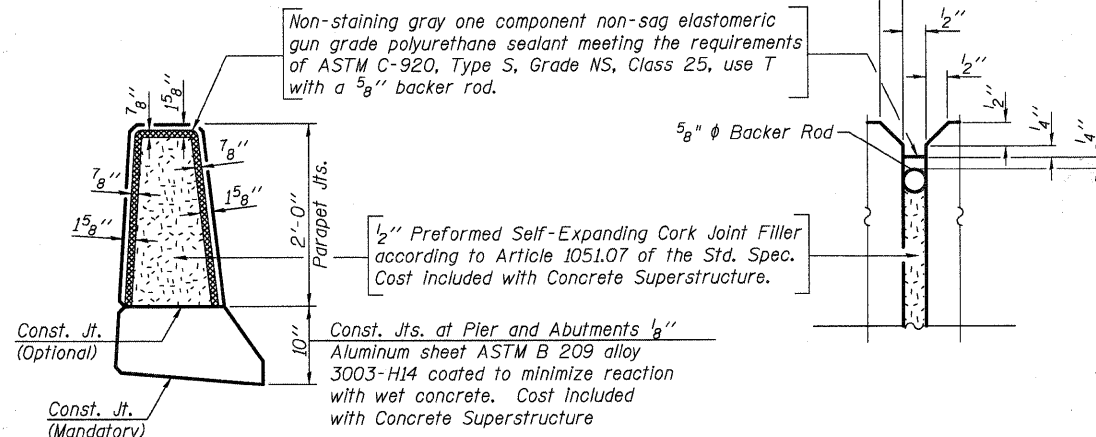 Non-staining gray one component non-sag elastomeric
gun grade polyurethane sealant meeting the requirements
of ASTM C-920, Type S, Grade NS, Class 25, use T
with a 5/8" backer rod.
7/8"
1 5/8"
7/8"
1 5/8"
7/8"
1 5/8"
2'-0"
Parapet Jts.
10"
1/2" Preformed Self-Expanding Cork Joint Filler
according to Article 1051.07 of the Std. Spec.
Cost included with Concrete Superstructure.
Const. Jt.
(Optional)
Const. Jt.
(Mandatory)
Const. Jts. at Pier and Abutments 1/8"
Aluminum sheet ASTM B 209 alloy
3003-H14 coated to minimize reaction
with wet concrete. Cost included
with Concrete Superstructure
1/2"
1/2"
1/2"
1/4"
1/4"
5/8" φ Backer Rod